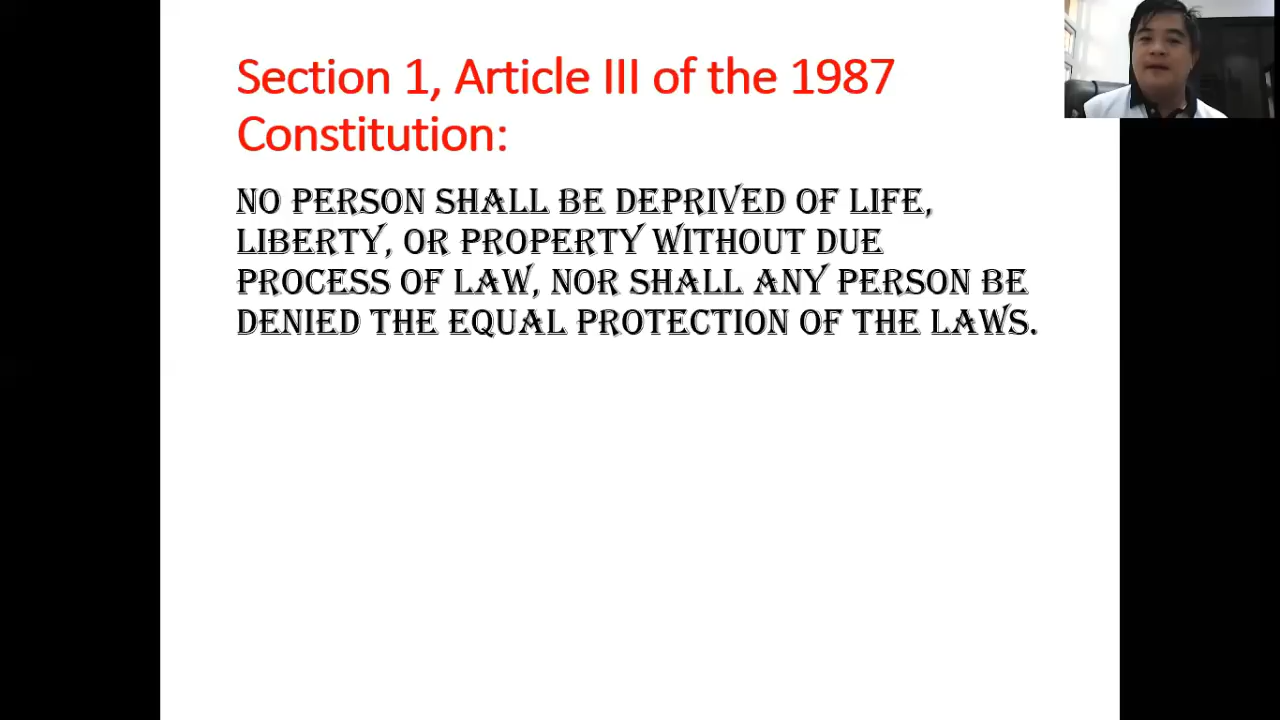 Section 1, Article III of the 1987
Constitution:
NO PERSON SHALL BE DEPRIVED OF LIFE,
LIBERTY, OR PROPERTY WITHOUT DUE
PROCESS OF LAW, NOR SHALL ANY PERSON BE
DENIED THE EQUAL PROTECTION OF THE LAWS.